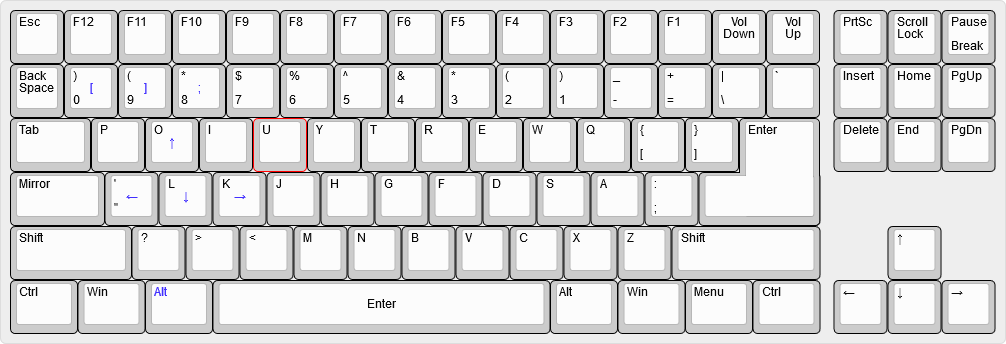 Esc F12 F11 F10 F9 F8 F7 F6 F5 F4 F3 F2 F1 Vol Vol PrtSc Scroll Pause
Down Up Lock
Break
Back ) [ ( ] * ; $ % ^ & * ( ) _ + | ` Insert Home PgUp
Space
0 9 8 7 6 5 4 3 2 1 - = \
Tab P O ↑ I U Y T R E W Q { } Enter Delete End PgDn
[ ]
Mirror ' ← L ↓ K → J H G F D S A :
" ;
Shift ? > < M N B V C X Z Shift ↑
Ctrl Win Alt Enter Alt Win Menu Ctrl ← ↓ →